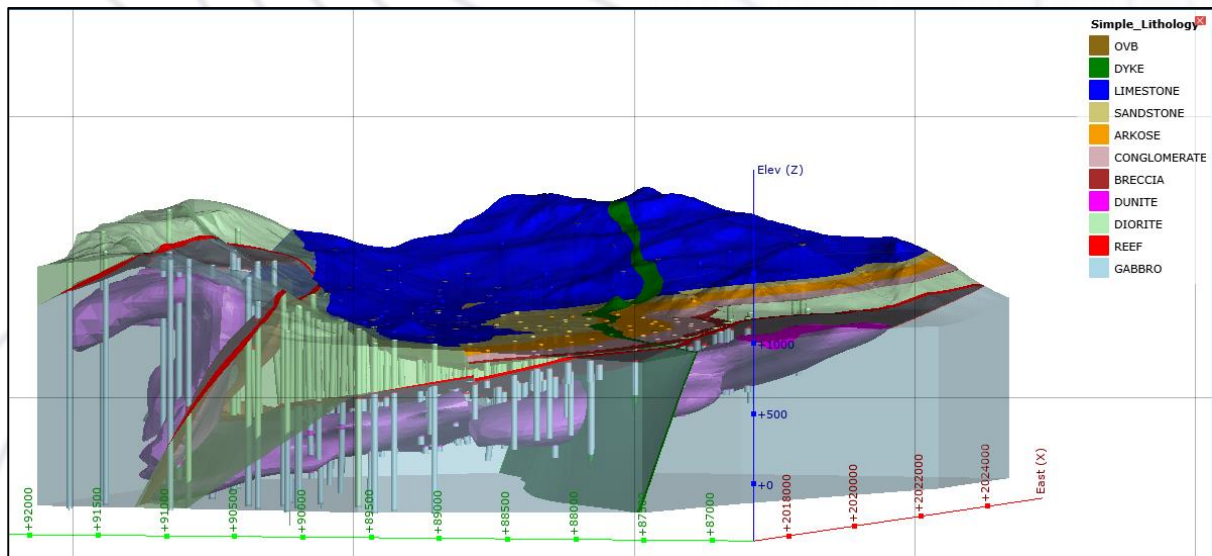 Simple_Lithology
OVB
DYKE
LIMESTONE
SANDSTONE
ARKOSE
CONGLOMERATE
BRECCIA
DUNITE
DIORITE
REEF
GABBRO
Elev (Z)
+1000
+500
+0
+92000
+91500
+91000
+90500
+90000
+89500
+89000
+88500
+88000
+87500
+87000
+2018000
+2020000
+2022000
+2024000
East (X)